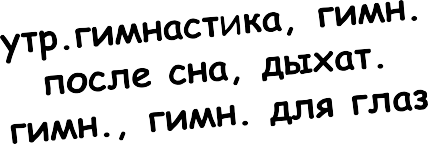 утр.гимнастика, гимн.
после сна, дыхат.
гимн., гимн. для глаз